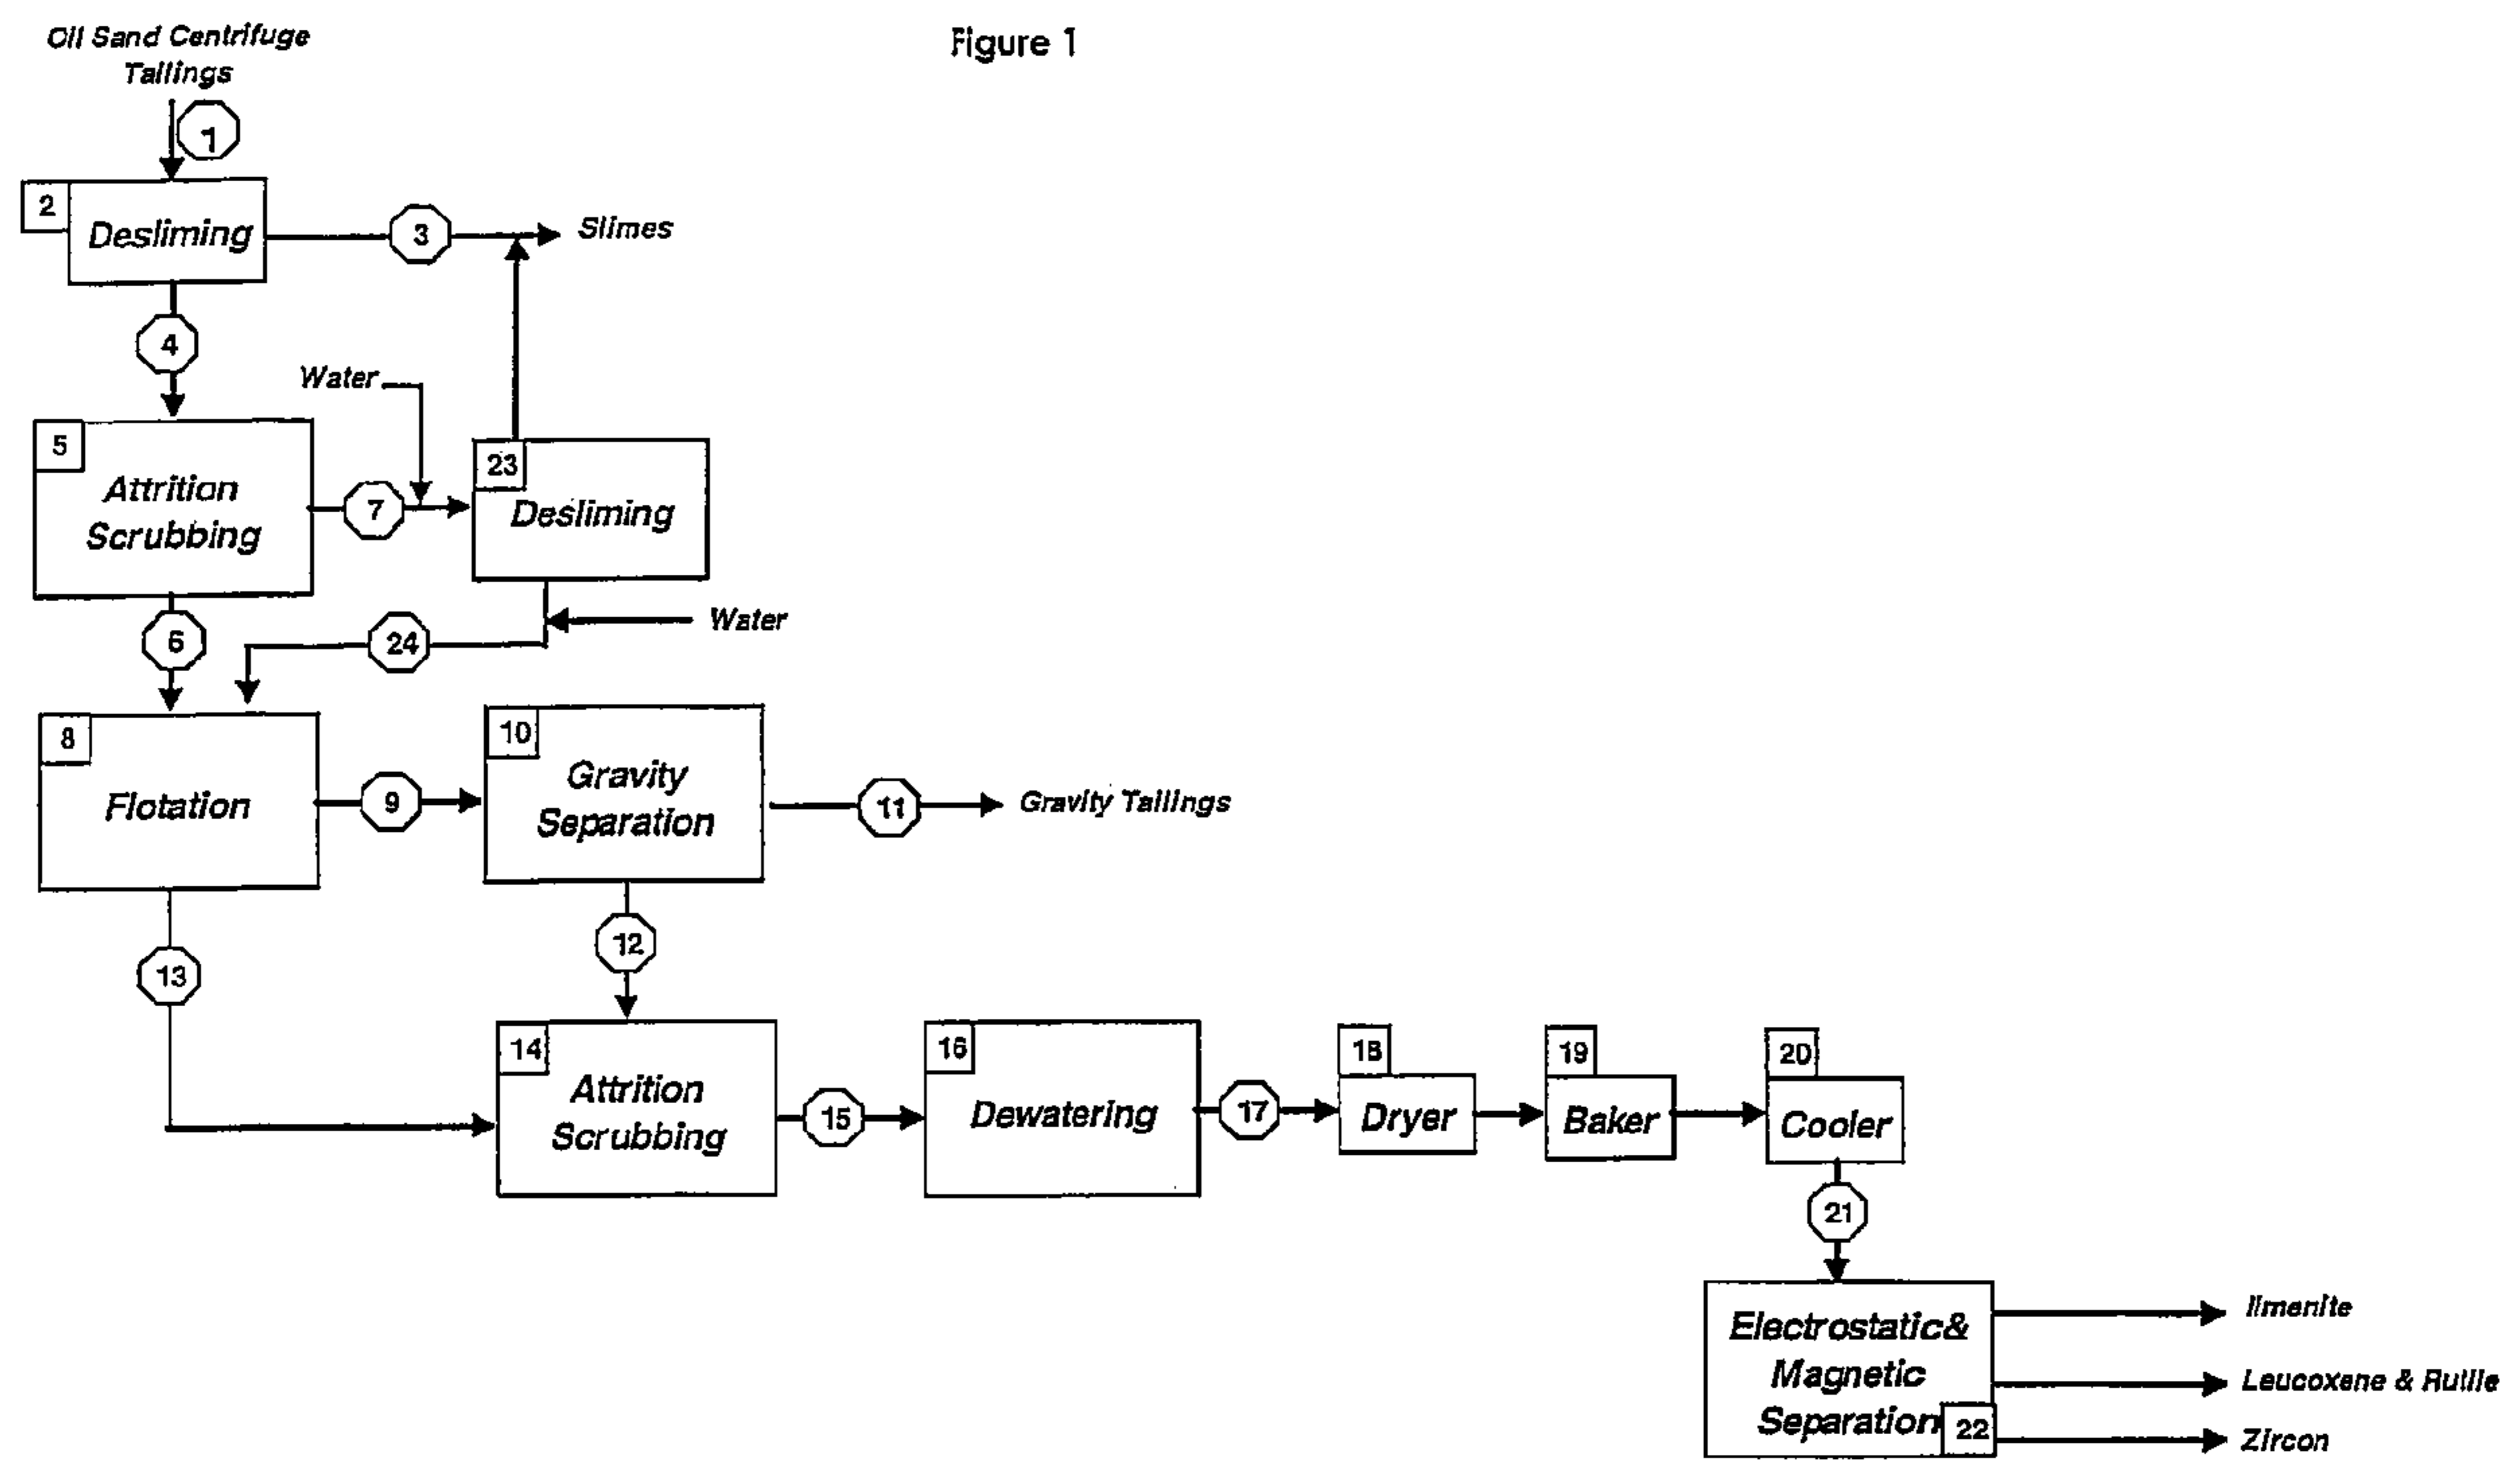 Figure 1
Oil Sand Centrifuge
Tailings
1
2
Desliming
3
Slimes
4
Water
5
Attrition
Scrubbing
7
23
Desliming
Water
6
24
8
Flotation
9
10
Gravity
Separation
11
Gravity Tailings
12
13
14
Attrition
Scrubbing
15
16
Dewatering
17
18
Dryer
19
Baker
20
Cooler
21
Electrostatic&
Magnetic
Separation
22
Ilmenite
Leucoxene & Rutile
Zircon